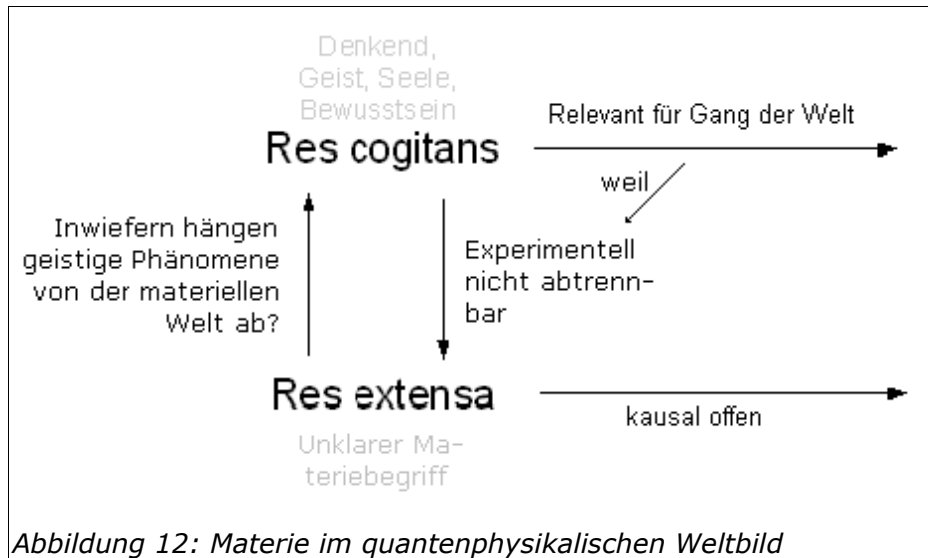 Denkend,
Geist, Seele,
Bewusstsein
Res cogitans
Relevant für Gang der Welt
weil
Inwiefern hängen
geistige Phänomene
von der materiellen
Welt ab?
Experimentell
nicht abtrenn-
bar
Res extensa
kausal offen
Unklarer Ma-
teriebegriff
Abbildung 12: Materie im quantenphysikalischen Weltbild